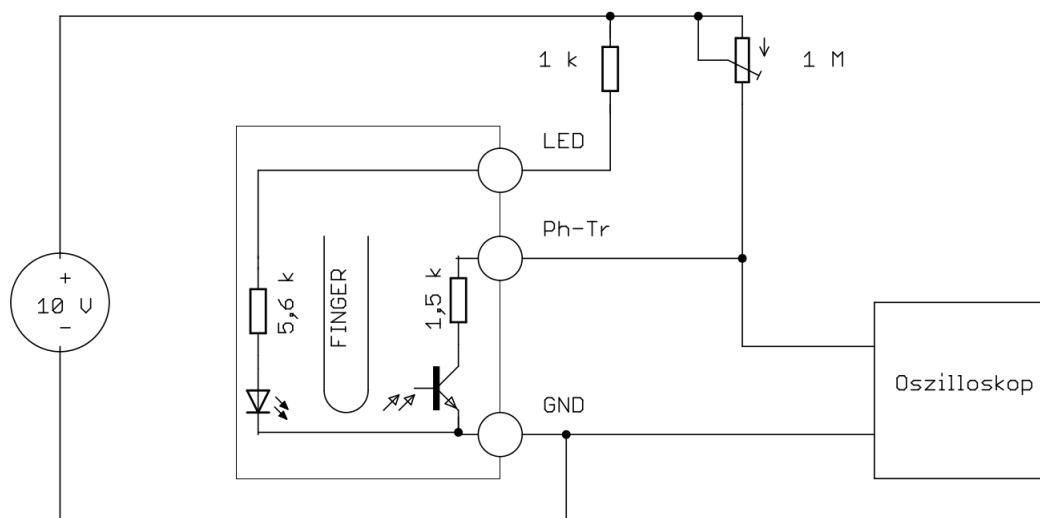 1 k
1 M
LED
Ph-Tr
+
10 V
−
5,6 k
FINGER
1,5 k
Oszilloskop
GND